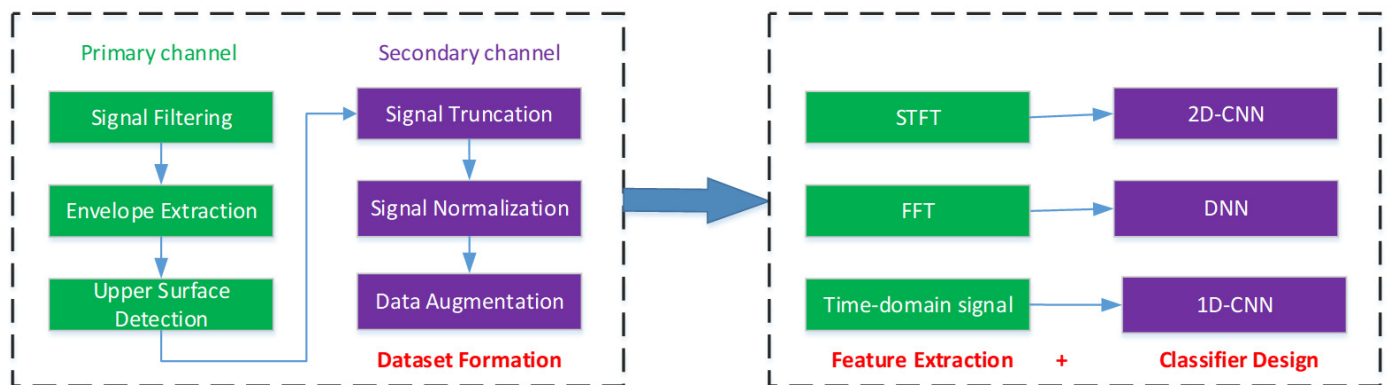 Primary channel
Signal Filtering
Envelope Extraction
Upper Surface
Detection
Secondary channel
Signal Truncation
Signal Normalization
Data Augmentation
Dataset Formation
STFT
2D-CNN
FFT
DNN
Time-domain signal
1D-CNN
Feature Extraction + Classifier Design